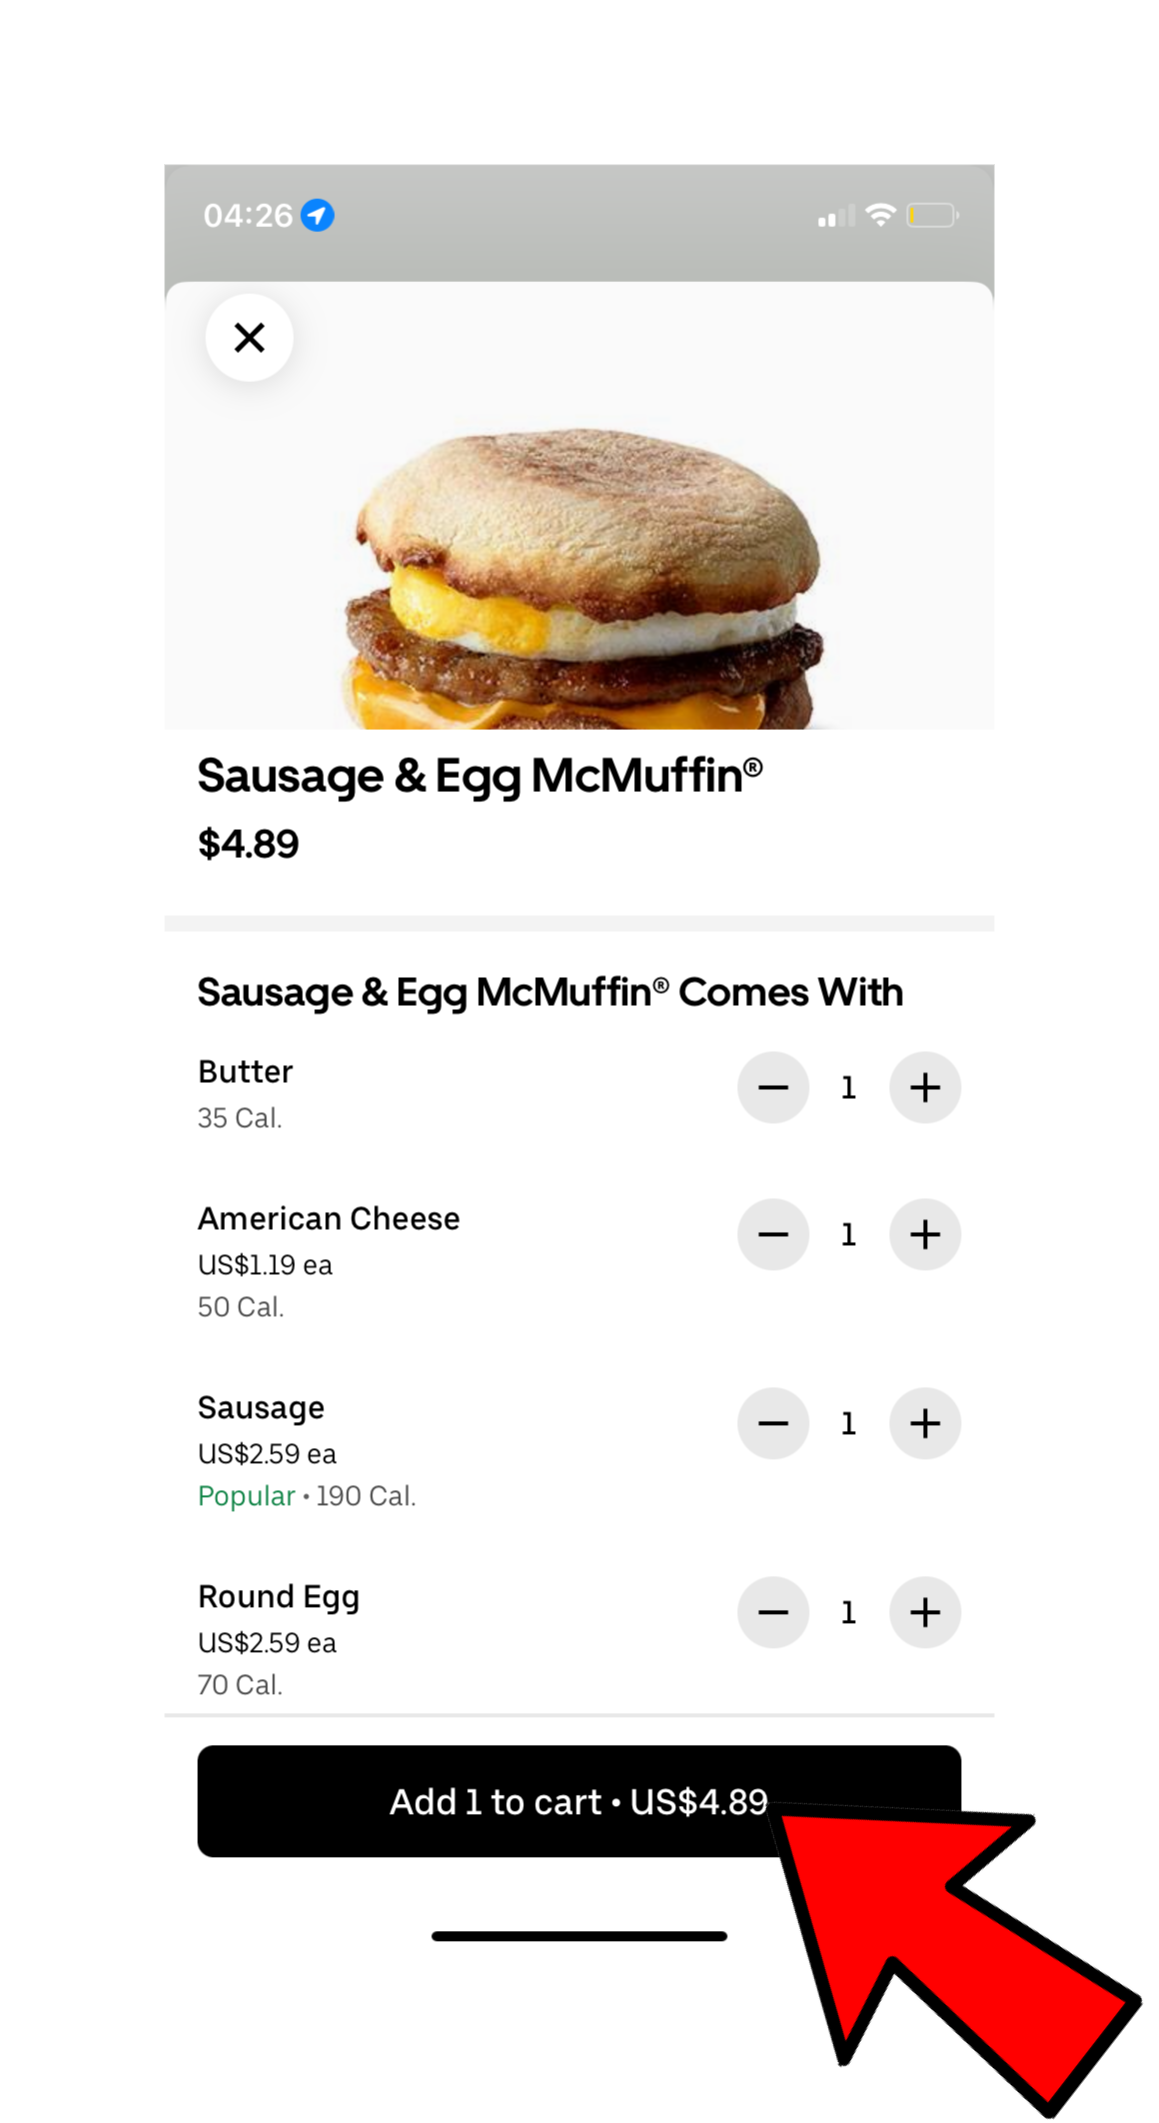 04:26
Sausage & Egg McMuffin®
$4.89
Sausage & Egg McMuffin® Comes With
Butter
1
35 Cal.
American Cheese
US$1.19 ea
1
50 Cal.
Sausage
US$2.59 ea
1
Popular • 190 Cal.
Round Egg
US$2.59 ea
1
70 Cal.
Add 1 to cart • US$4.89